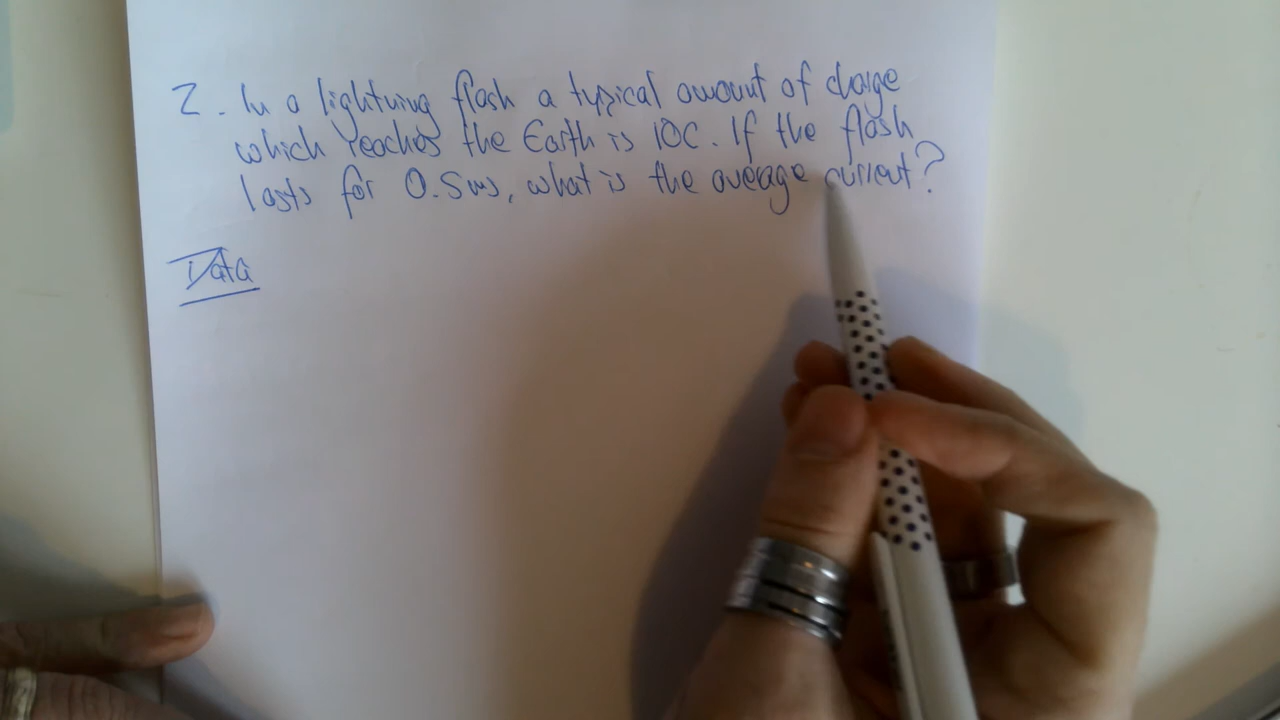 2. In a lightning flash a typical amount of charge
which reaches the Earth is 10C. If the flash
lasts for 0.5ms, what is the average current?
Data